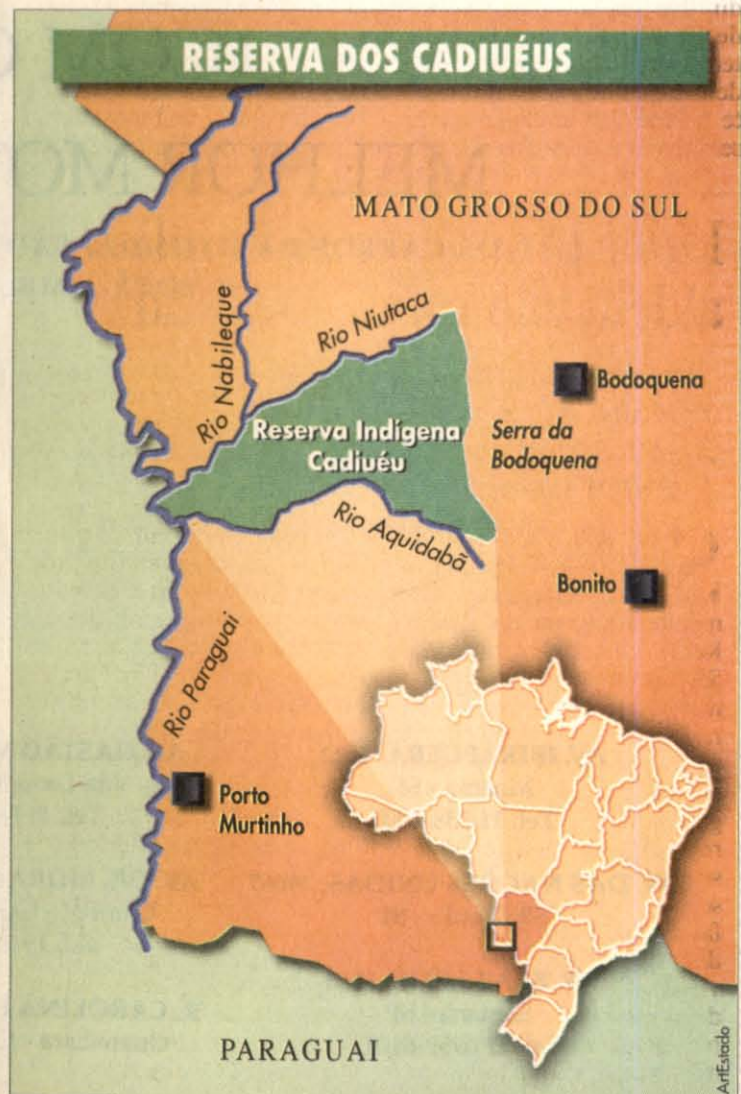 RESERVA DOS CADIUÉUS
MATO GROSSO DO SUL
Rio Nabileque
Rio Niutaca
Bodoquena
Reserva Indígena
Cadiuéu
Serra da
Bodoquena
Rio Aquidabã
Bonito
Rio Paraguai
Porto
Murtinho
PARAGUAI
ArtEstado